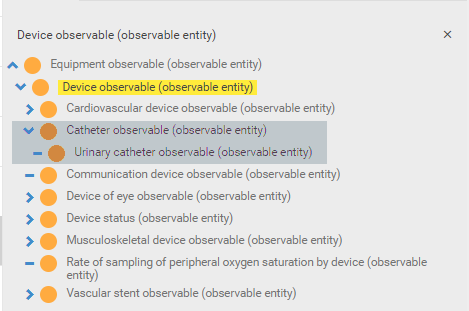 Device observable (observable entity)
Equipment observable (observable entity)
Device observable (observable entity)
Cardiovascular device observable (observable entity)
Catheter observable (observable entity)
Urinary catheter observable (observable entity)
Communication device observable (observable entity)
Device of eye observable (observable entity)
Device status (observable entity)
Musculoskeletal device observable (observable entity)
Rate of sampling of peripheral oxygen saturation by device (observable
entity)
Vascular stent observable (observable entity)